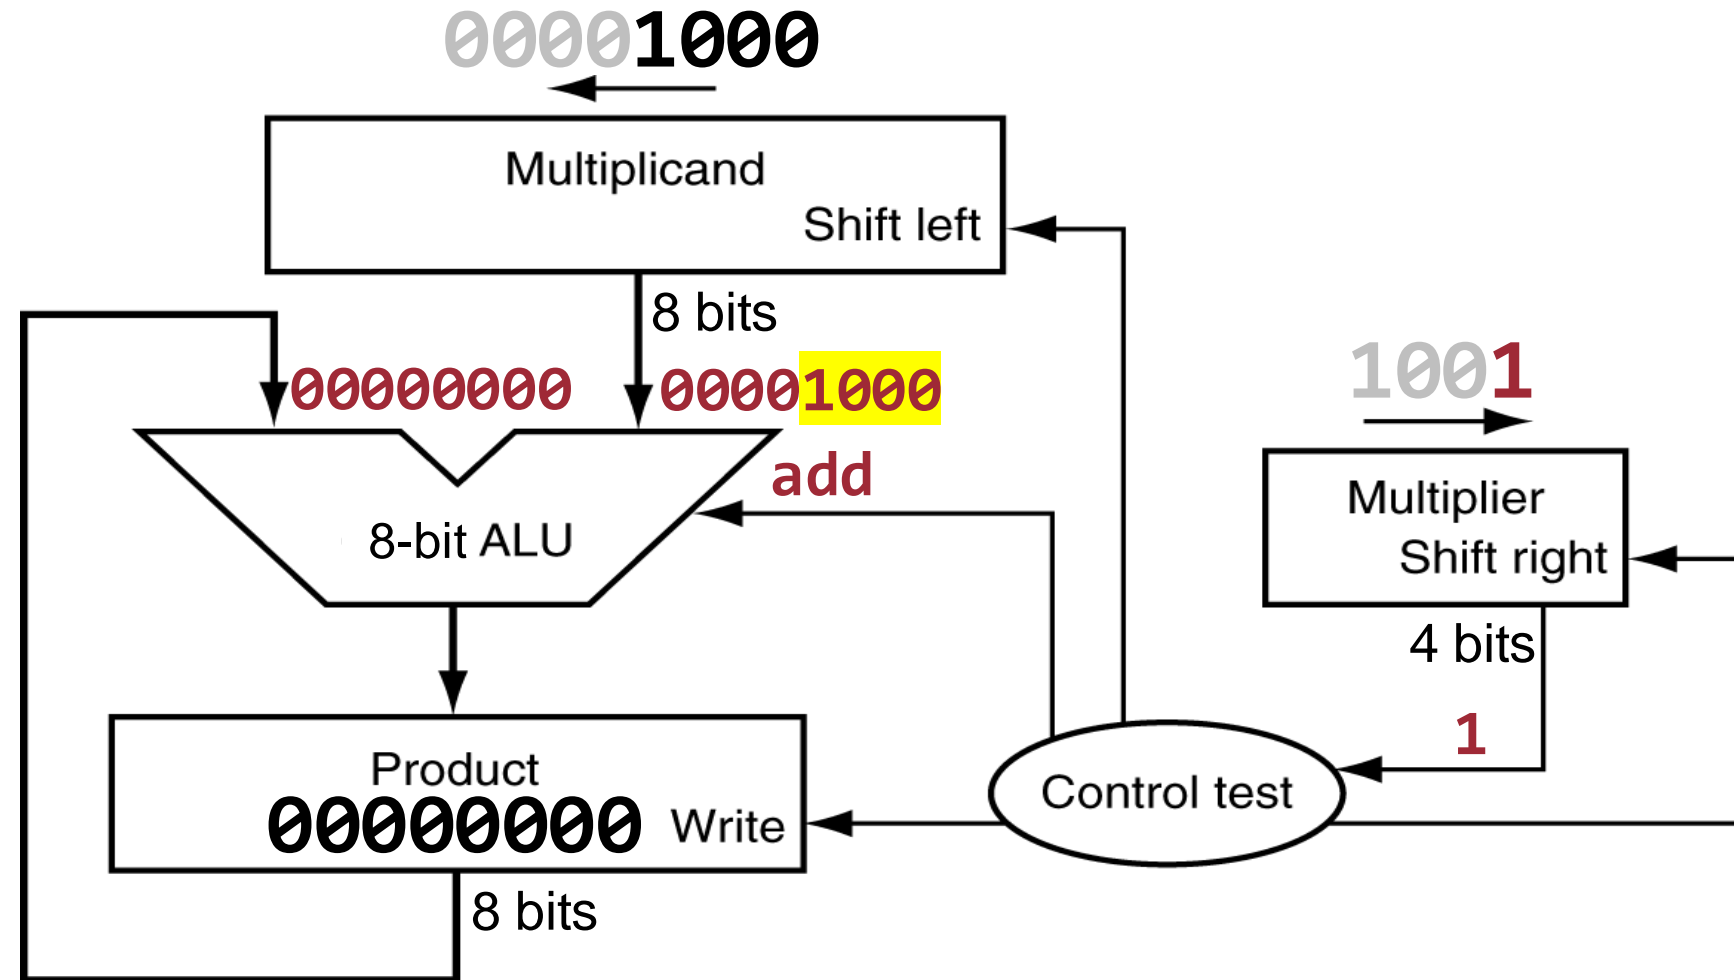 00001000
Multiplicand
Shift left
8 bits
00000000 00001000
1001
add
Multiplier
8-bit ALU
Shift right
4 bits
1
Product
Control test
00000000 Write
8 bits